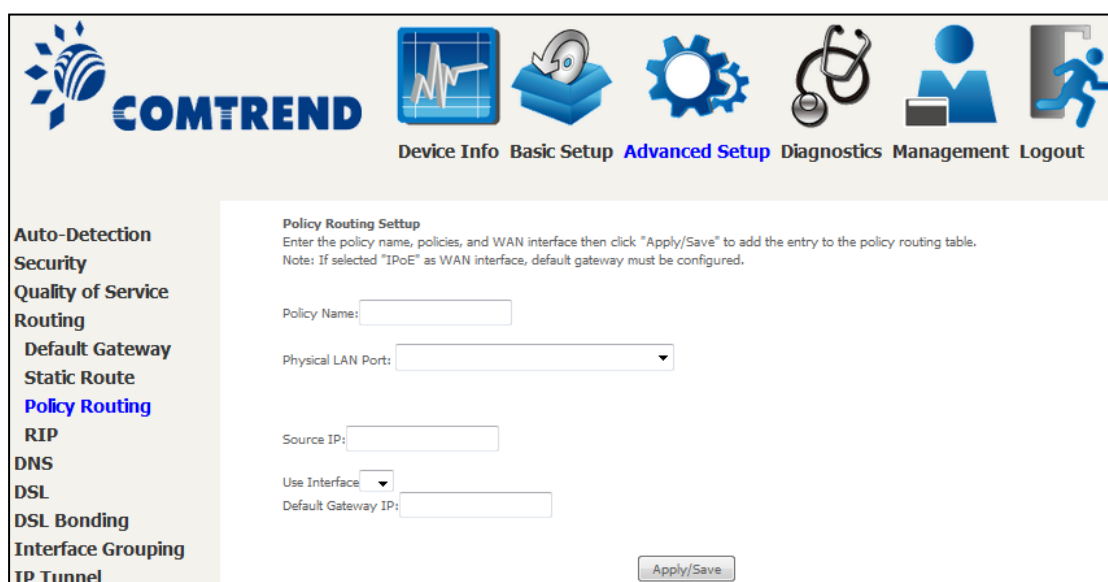 COMTREND
Device Info Basic Setup Advanced Setup Diagnostics Management Logout
Auto-Detection
Security
Quality of Service
Routing
Default Gateway
Static Route
Policy Routing
RIP
DNS
DSL
DSL Bonding
Interface Grouping
IP Tunnel
Policy Routing Settup
Enter the policy name, policies, and WAN interface then click "Apply/Save" to add the entry to the policy routing table.
Note: If selected "IPoE" as WAN interface, default gateway must be configured.
Policy Name:
Physical LAN Port:
Source IP:
Use Interface
Default Gateway IP:
Apply/Save